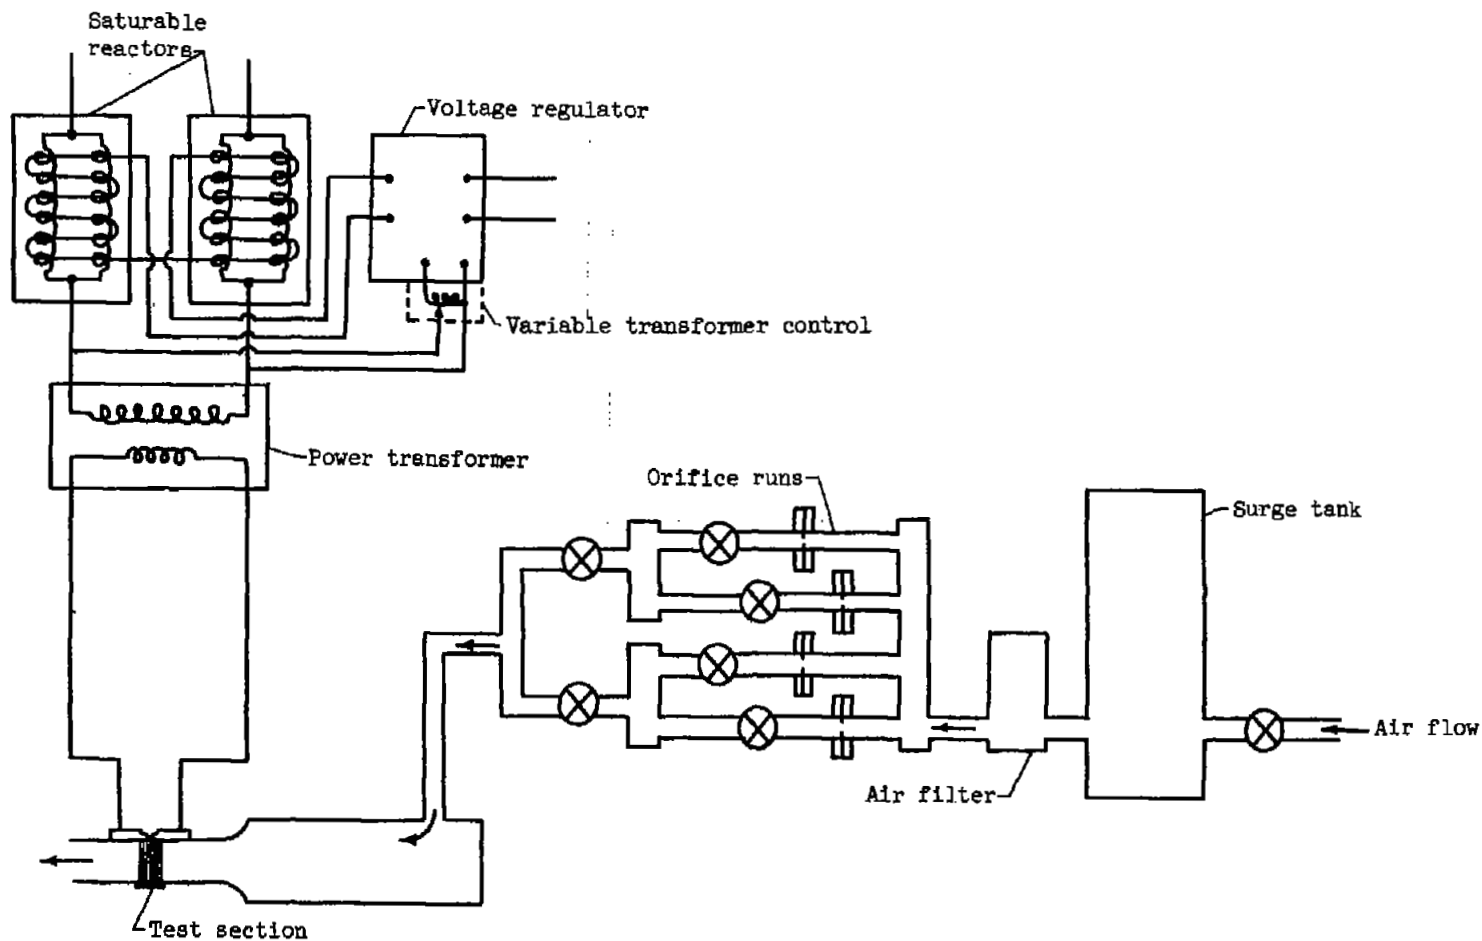 Saturable
reactors
Voltage regulator
Variable transformer control
Power transformer
Orifice runs
Surge tank
Air flow
Air filter
Test section